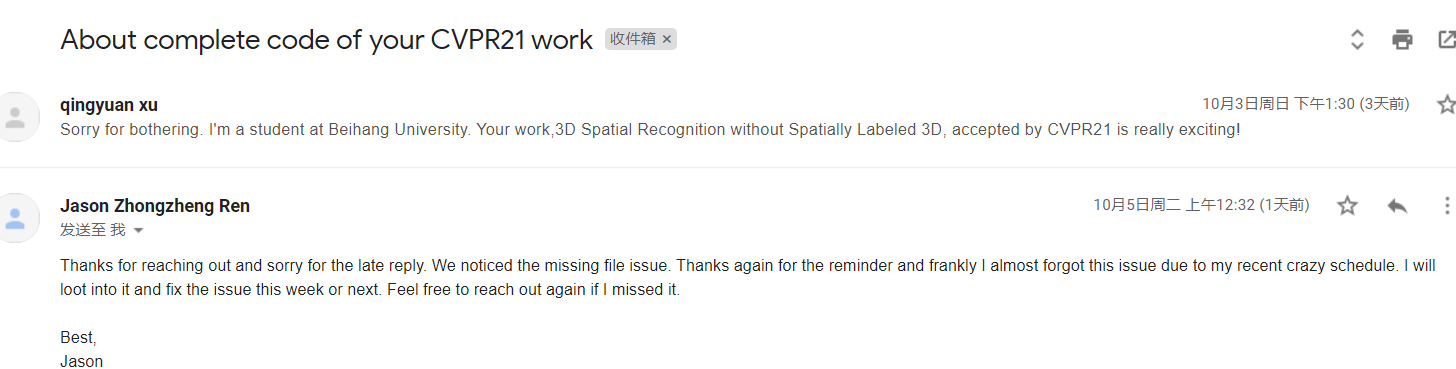 About complete code of your CVPR21 work 收件箱 ×
qingyuan xu 10月3日周日 下午1:30 (3天前)
Sorry for bothering. I'm a student at Beihang University. Your work,3D Spatial Recognition without Spatially Labeled 3D, accepted by CVPR21 is really exciting!
Jason Zhongzheng Ren 10月5日周二 上午12:32 (1天前)
发送至 我
Thanks for reaching out and sorry for the late reply. We noticed the missing file issue. Thanks again for the reminder and frankly I almost forgot this issue due to my recent crazy schedule. I will
loot into it and fix the issue this week or next. Feel free to reach out again if I missed it.
Best,
Jason